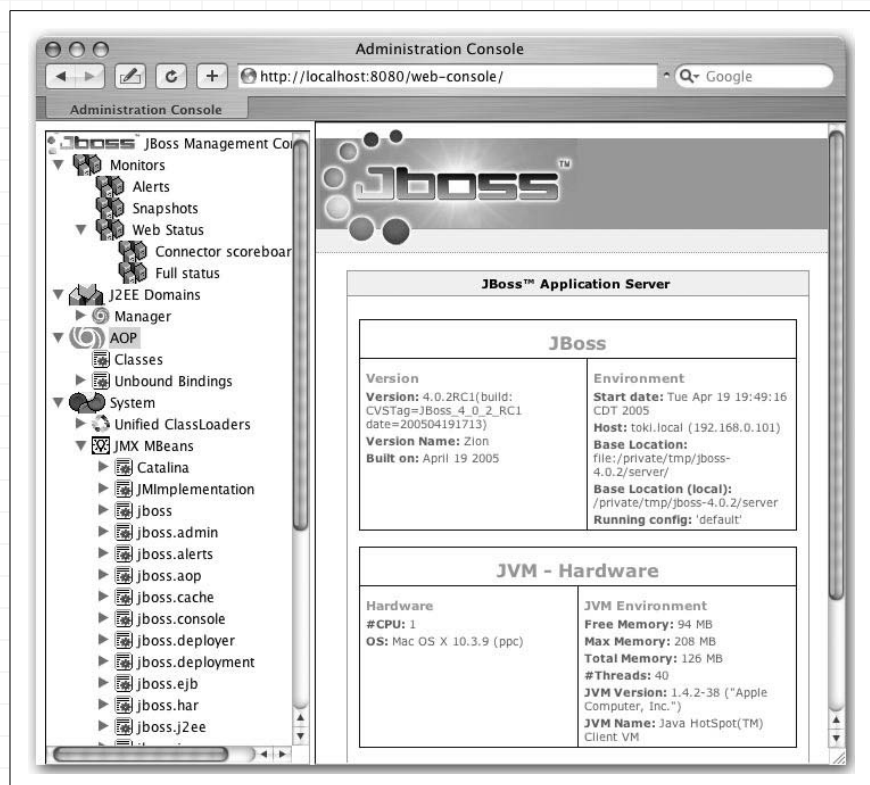 Administration Console
http://localhost:8080/web-console/
Google
Administration Console
Jboss JBoss Management Con
Monitors
Alerts
Snapshots
Web Status
Connector scoreboar
Full status
J2EE Domains
Manager
AOP
Classes
Unbound Bindings
System
Unified ClassLoaders
JMX MBeans
Catalina
JMImplementation
jboss
jboss.admin
jboss.alerts
jboss.aop
jboss.cache
jboss.console
jboss.deployer
jboss.deployment
jboss.ejb
jboss.har
jboss.j2ee
Jboss TM
JBoss™ Application Server
JBoss
Version
Version: 4.0.2RC1(build:
CVSTag=JBoss_4_0_2_RC1
date=200504191713)
Version Name: Zion
Built on: April 19 2005
Environment
Start date: Tue Apr 19 19:49:16
CDT 2005
Host: toki.local (192.168.0.101)
Base Location:
file:/private/tmp/jboss-
4.0.2/server/
Base Location (local):
/private/tmp/jboss-4.0.2/server
Running config: 'default'
JVM - Hardware
Hardware
#CPU: 1
OS: Mac OS X 10.3.9 (ppc)
JVM Environment
Free Memory: 94 MB
Max Memory: 208 MB
Total Memory: 126 MB
#Threads: 40
JVM Version: 1.4.2-38 ("Apple
Computer, Inc.")
JVM Name: Java HotSpot(TM)
Client VM